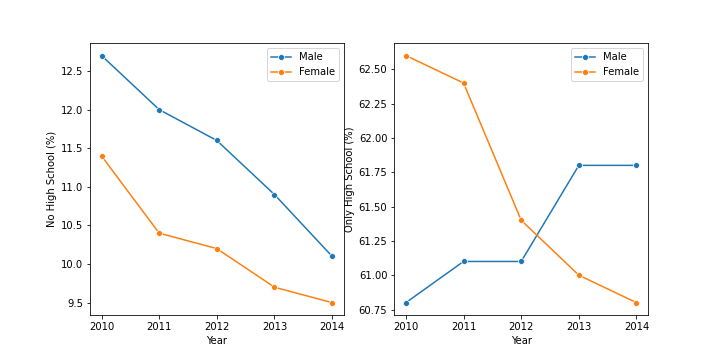 No High School (%)
12.5
12.0
11.5
11.0
10.5
10.0
9.5
2010 2011 2012 2013 2014
Year
Male
Female
Only High School (%)
62.50
62.25
62.00
61.75
61.50
61.25
61.00
60.75
2010 2011 2012 2013 2014
Year
Male
Female